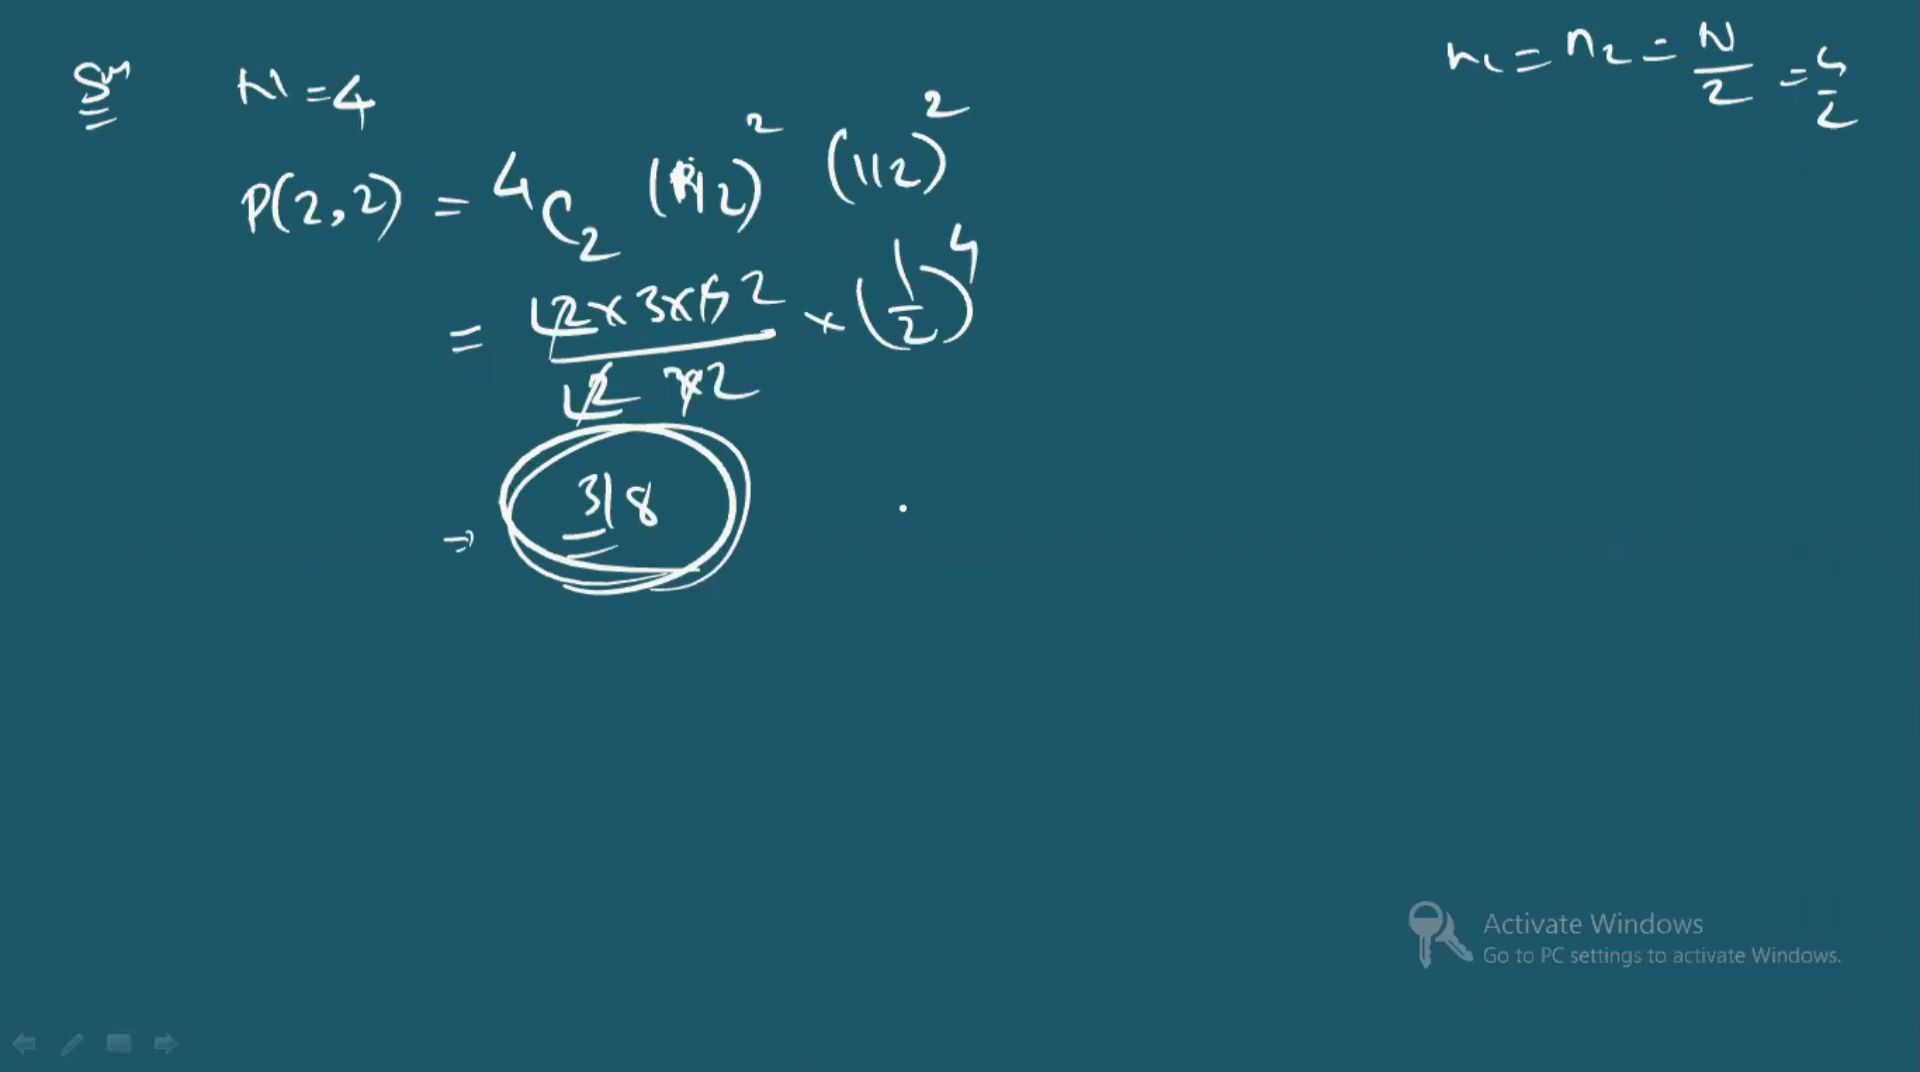 Soln N = 4
n1 = n2 = N/2 = 4/2
P(2,2) = 4C2 (1/2)^2 (1/2)^2
= 4 x 3 x 2 / 2 x 2 x (1/2)^4
⇒ 3/8
Activate Windows
Go to PC settings to activate Windows.